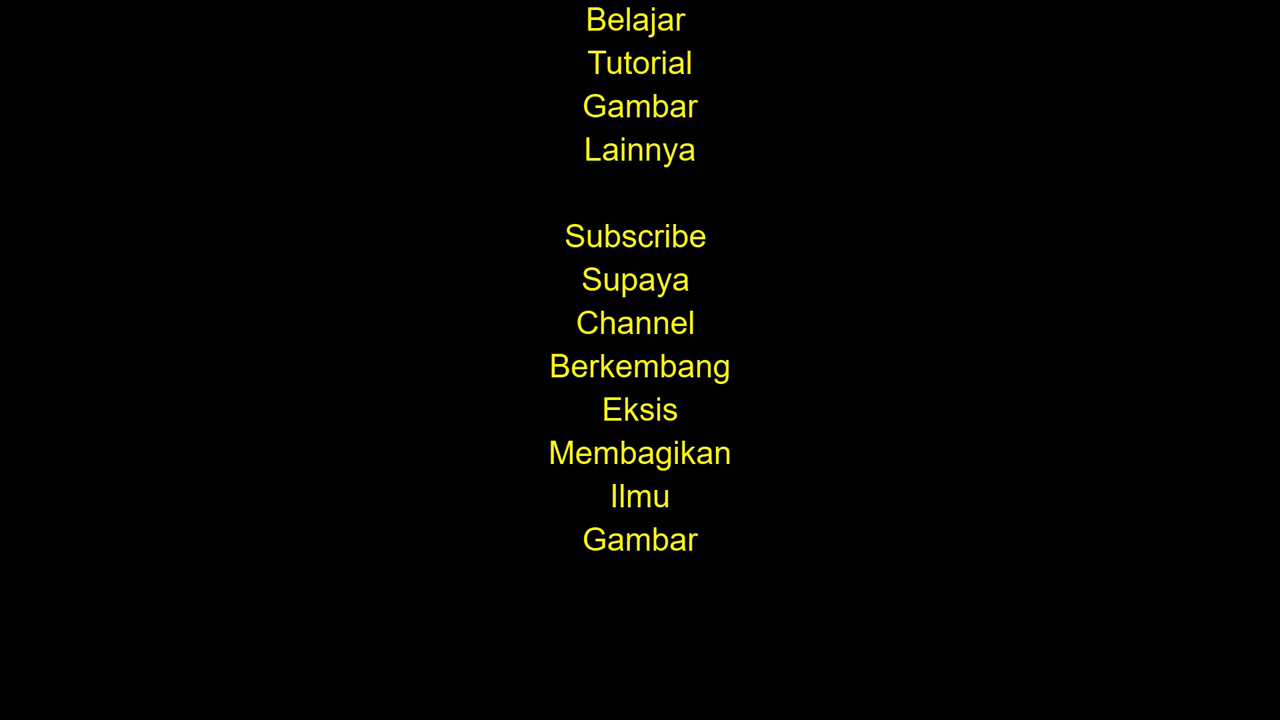 Belajar
Tutorial
Gambar
Lainnya
Subscribe
Supaya
Channel
Berkembang
Eksis
Membagikan
Ilmu
Gambar